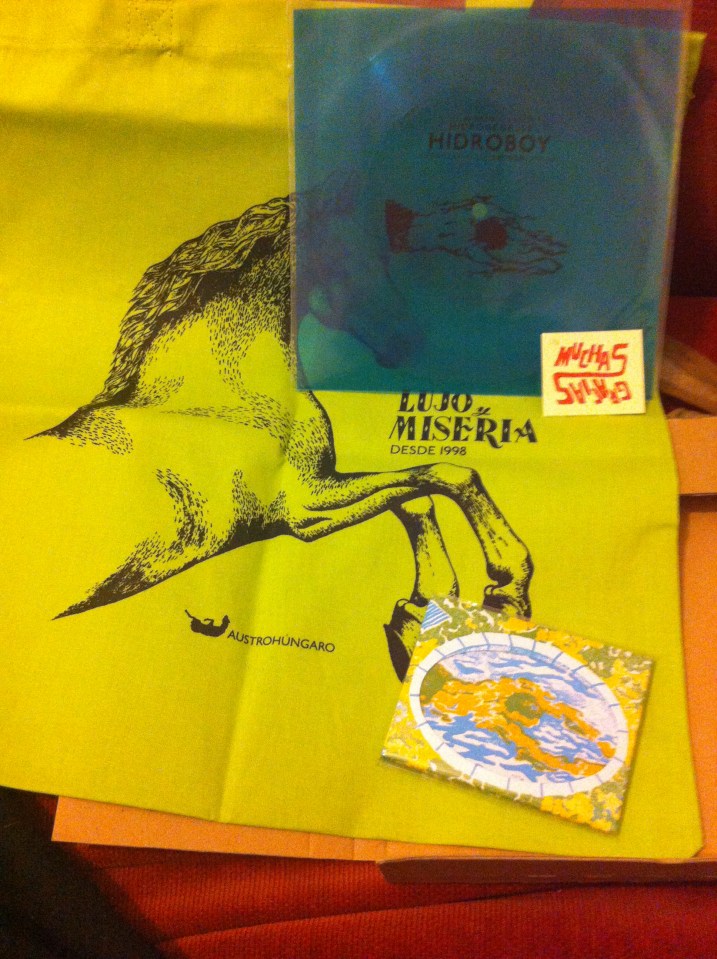 HIDROBOY
MUCHAS
GRACIAS
LUJO Y
MISERIA
DESDE 1998
AUSTROHÚNGARO